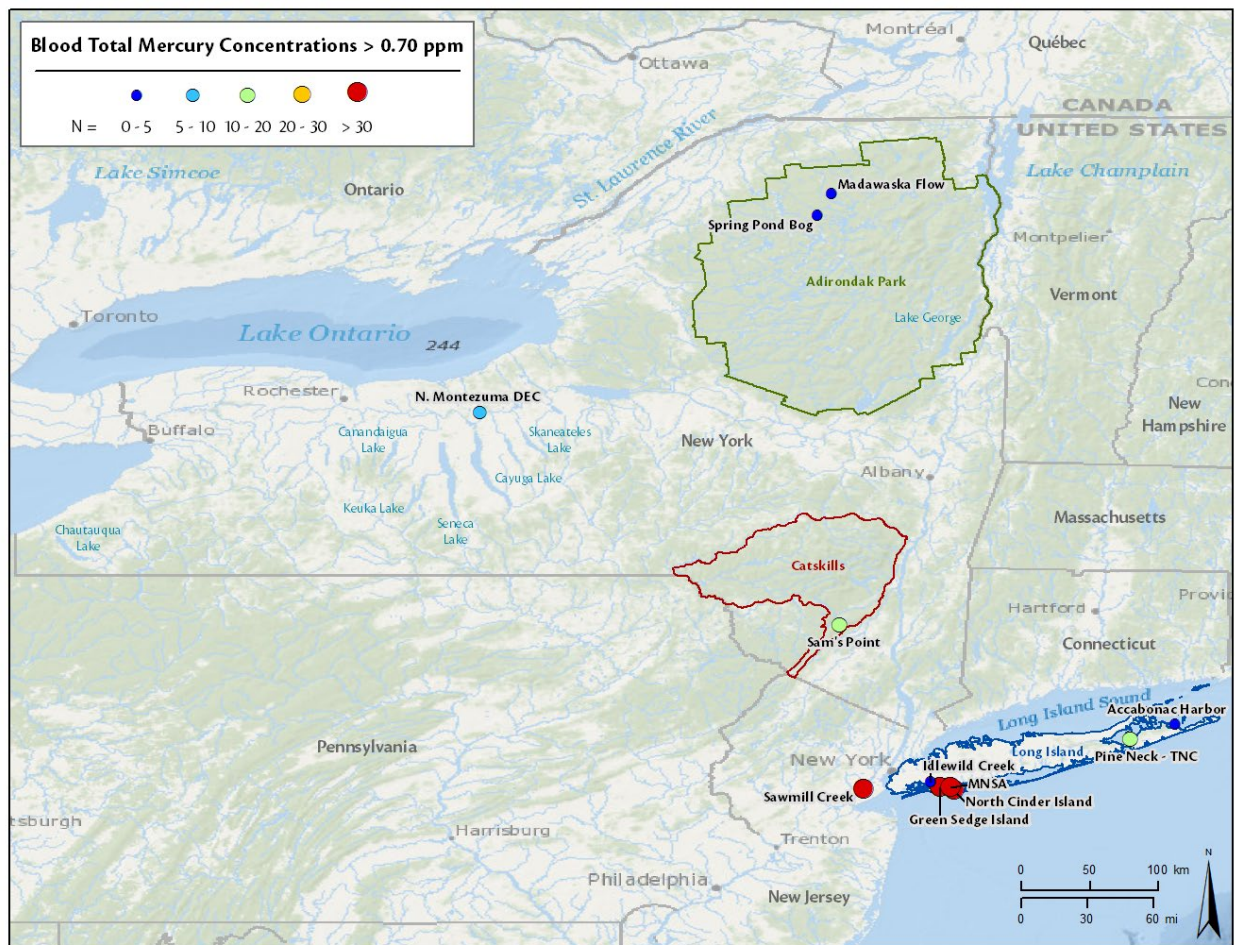 Blood Total Mercury Concentrations > 0.70 ppm
N = 0 - 5 5 - 10 10 - 20 20 - 30 > 30
Montréal
Québec
Ottawa
CANADA
UNITED STATES
St. Lawrence River
Lake Simcoe
Ontario
Lake Champlain
Madawaska Flow
Spring Pond Bog
Montpelier
Adirondak Park
Vermont
Lake George
Toronto
Lake Ontario
244
Rochester
N. Montezuma DEC
Con
New
Hampshire
Buffalo
Canandaigua
Lake
Skaneateles
Lake
New York
Albany
Cayuga Lake
Keuka Lake
Seneca
Lake
Chautauqua
Lake
Massachusetts
Catskills
Hartford
Provi
Sam's Point
Connecticut
Long Island Sound
Accabonac Harbor
Pennsylvania
Long Island
Pine Neck - TNC
New York
Idlewild Creek
MNSA
Sawmill Creek
North Cinder Island
Green Sedge Island
tsburgh
Harrisburg
Trenton
Philadelphia
New Jersey
N
0 50 100 km
0 30 60 mi